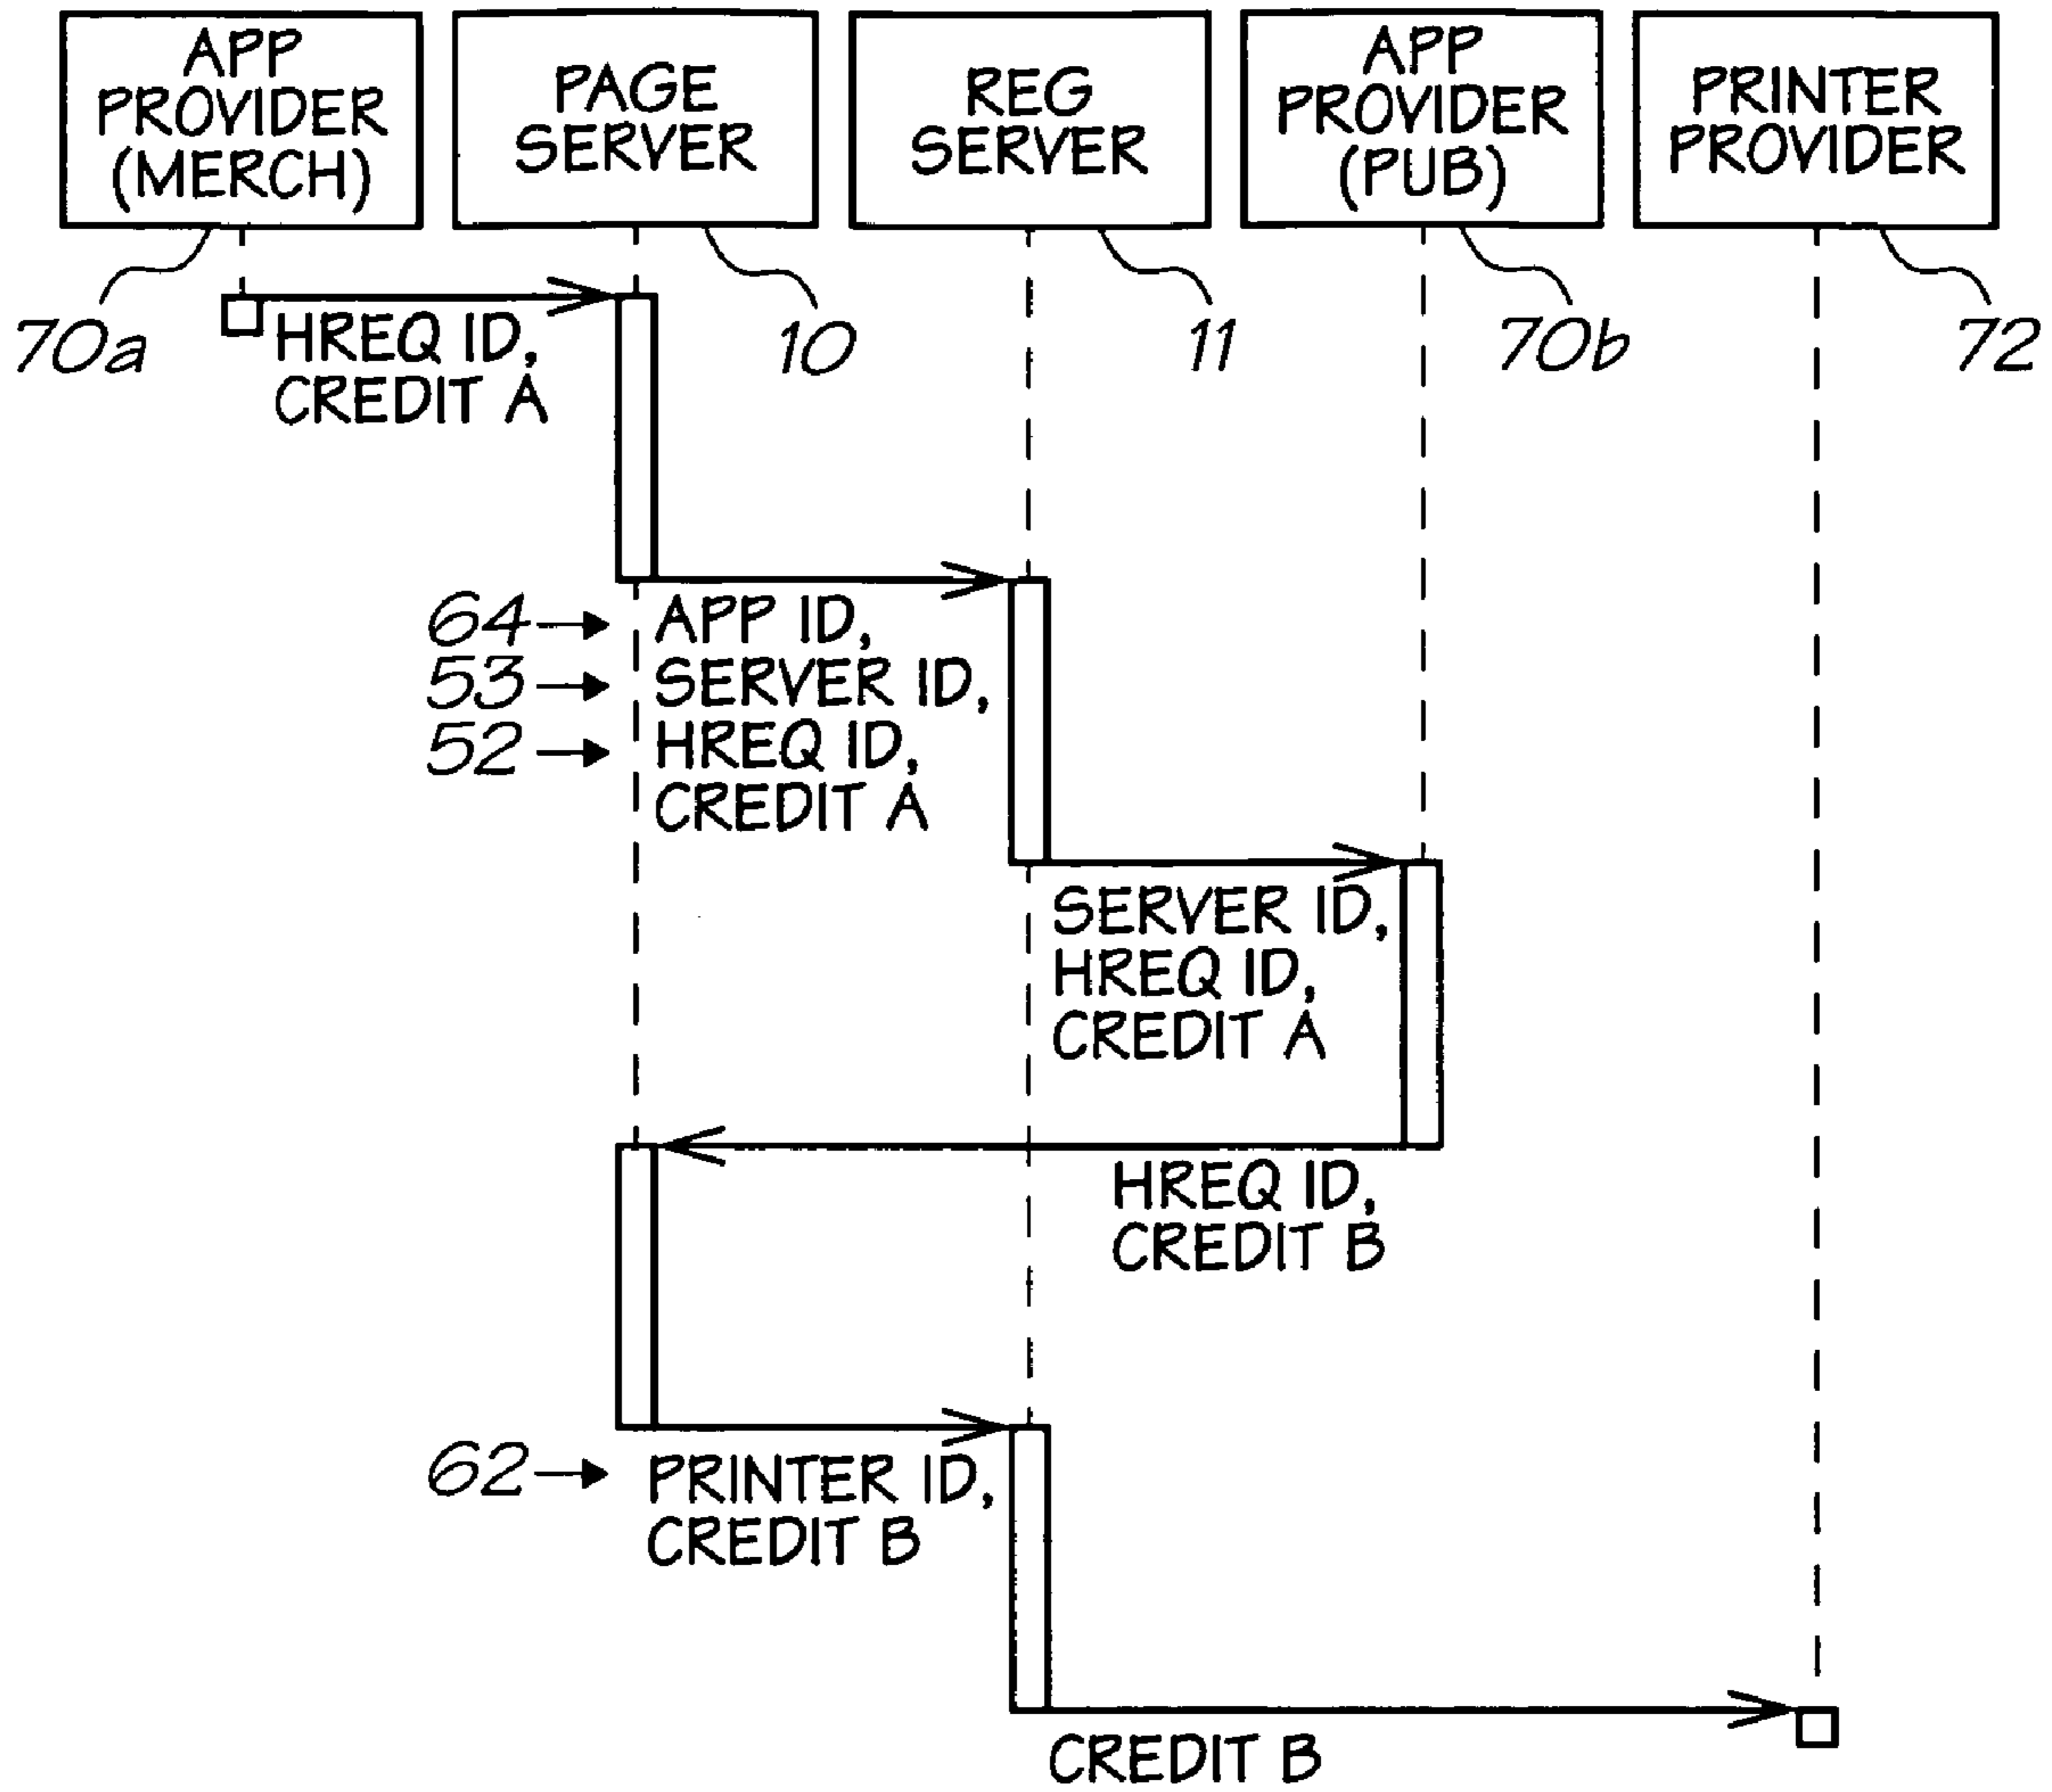 APP
PROVIDER
(MERCH)
PAGE
SERVER
REG
SERVER
APP
PROVIDER
(PUB)
PRINTER
PROVIDER
70a
10
11
70b
72
HREQ ID,
CREDIT A
64
APP ID,
53
SERVER ID,
52
HREQ ID,
CREDIT A
SERVER ID,
HREQ ID,
CREDIT A
HREQ ID,
CREDIT B
62
PRINTER ID,
CREDIT B
CREDIT B